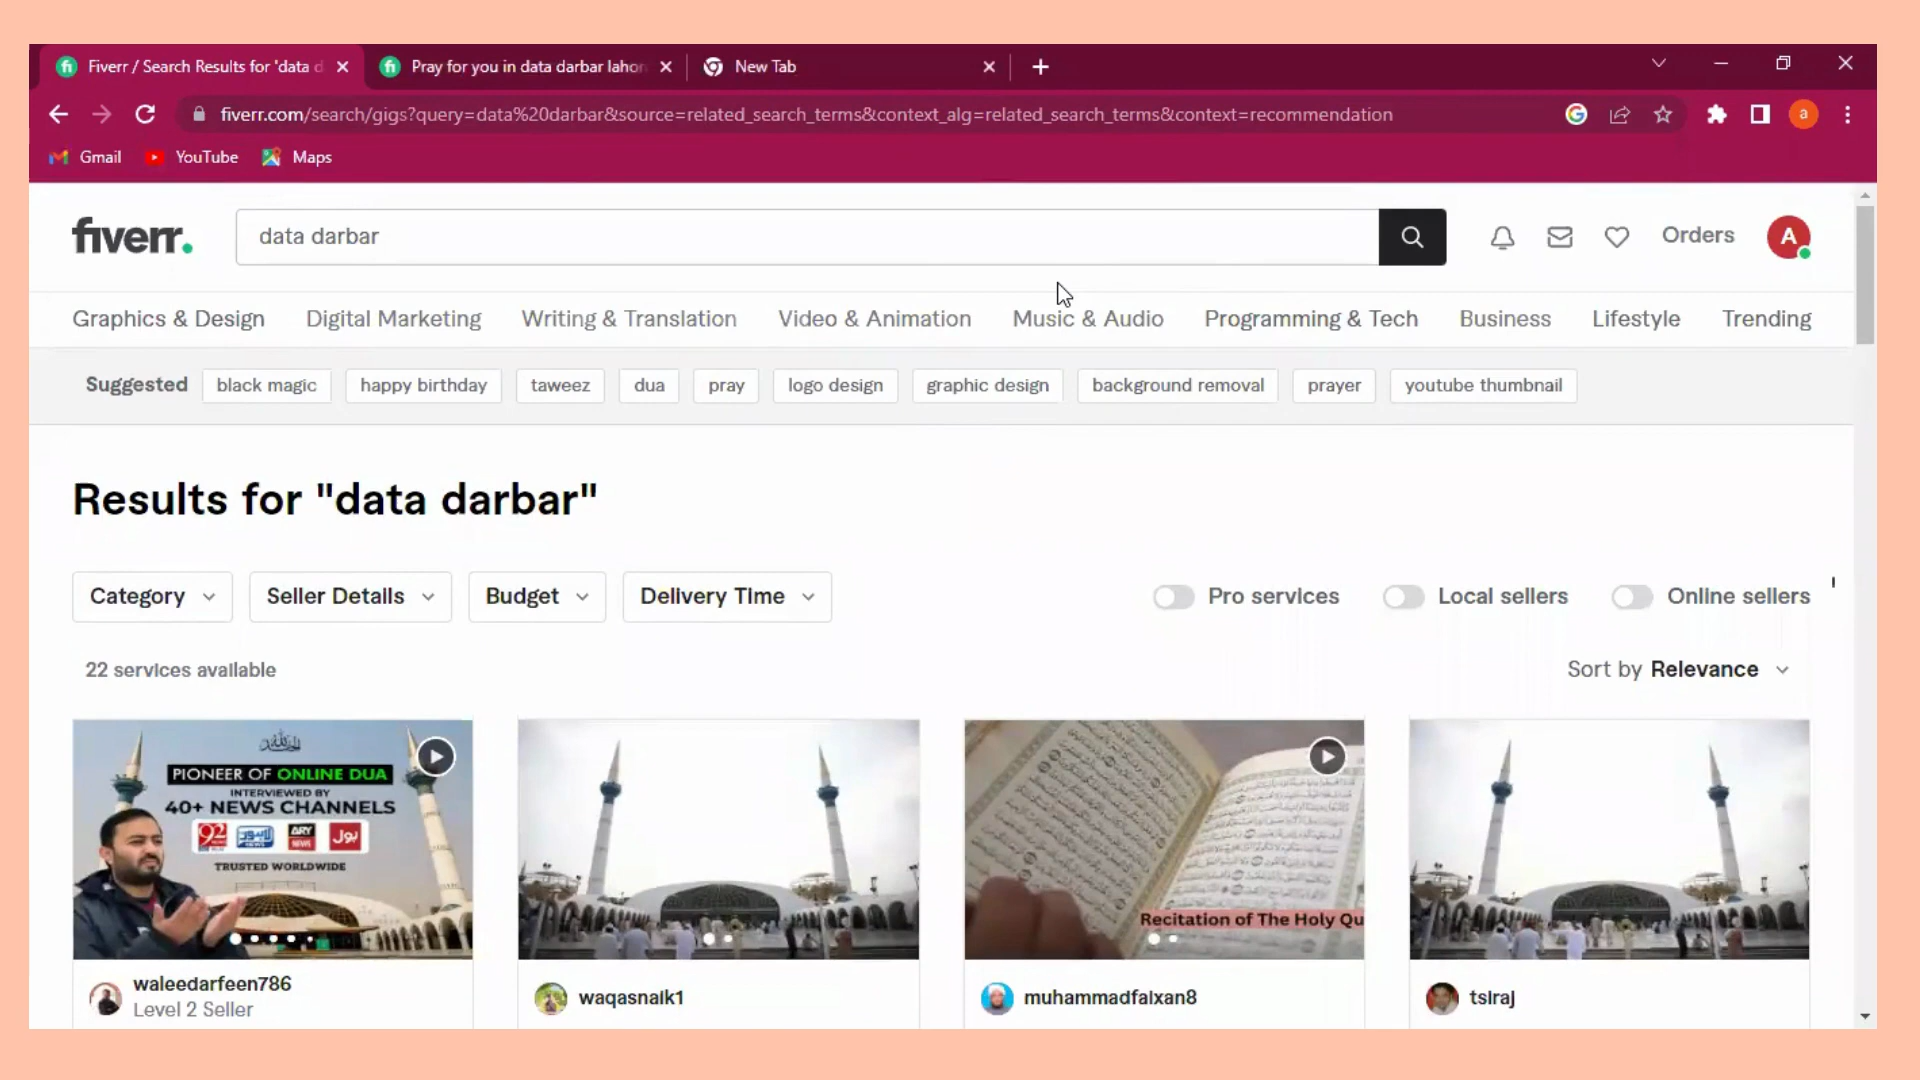 Fiverr / Search Results for 'data d
Pray for you in data darbar lahor
New Tab
fiverr.com/search/gigs?query=data%20darbar&source=related_search_terms&context_alg=related_search_terms&context=recommendation
a
Gmail
YouTube
Maps
fiverr.
data darbar
Orders
A
Graphics & Design
Digital Marketing
Writing & Translation
Video & Animation
Music & Audio
Programming & Tech
Business
Lifestyle
Trending
Suggested
black magic
happy birthday
taweez
dua
pray
logo design
graphic design
background removal
prayer
youtube thumbnail
Results for "data darbar"
Category
Seller Details
Budget
Delivery Time
Pro services
Local sellers
Online sellers
22 services available
Sort by Relevance
PIONEER OF ONLINE DUA
INTERVIEWED BY
40+ NEWS CHANNELS
92
ARY
NEWS
بول
TRUSTED WORLDWIDE
Recitation of The Holy Qu
waleedarfeen786
Level 2 Seller
waqasnaik1
muhammadfaixan8
tsiraj